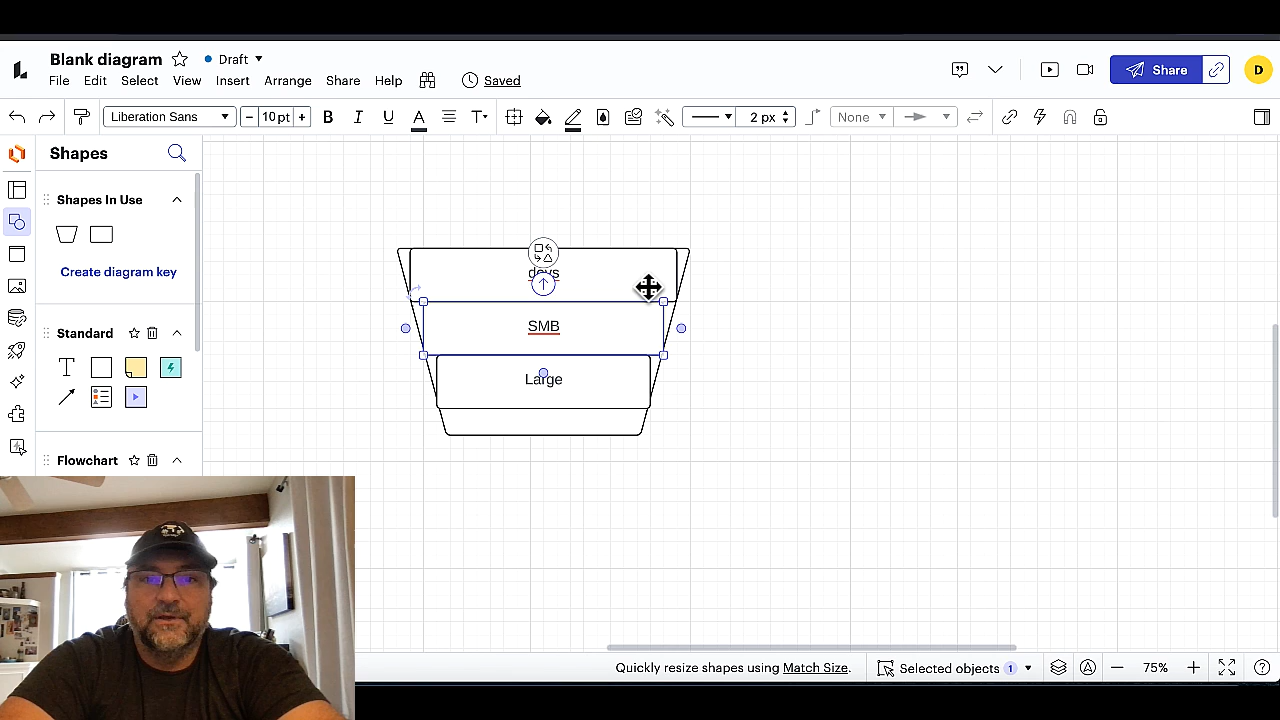 Blank diagram
Draft
File Edit Select View Insert Arrange Share Help
Saved
Share
D
Liberation Sans
10 pt
B I U A T
2 px
None
Shapes
Shapes In Use
Create diagram key
Standard
T
Flowchart
devs
SMB
Large
Quickly resize shapes using Match Size.
Selected objects 1
75%